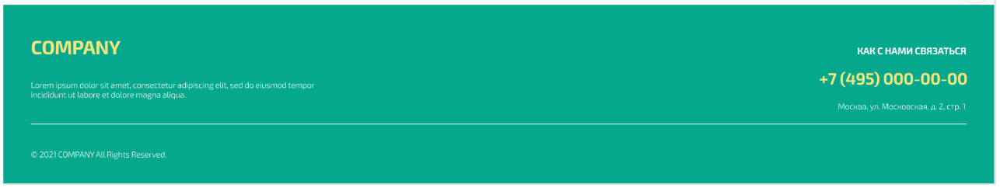 COMPANY
Lorem ipsum dolor sit amet, consectetur adipiscing elit, sed do eiusmod tempor
incididunt ut labore et dolore magna aliqua.
КАК С НАМИ СВЯЗАТЬСЯ
+7 (495) 000-00-00
Москва, ул. Московская, д. 2, стр. 1
© 2021 COMPANY All Rights Reserved.